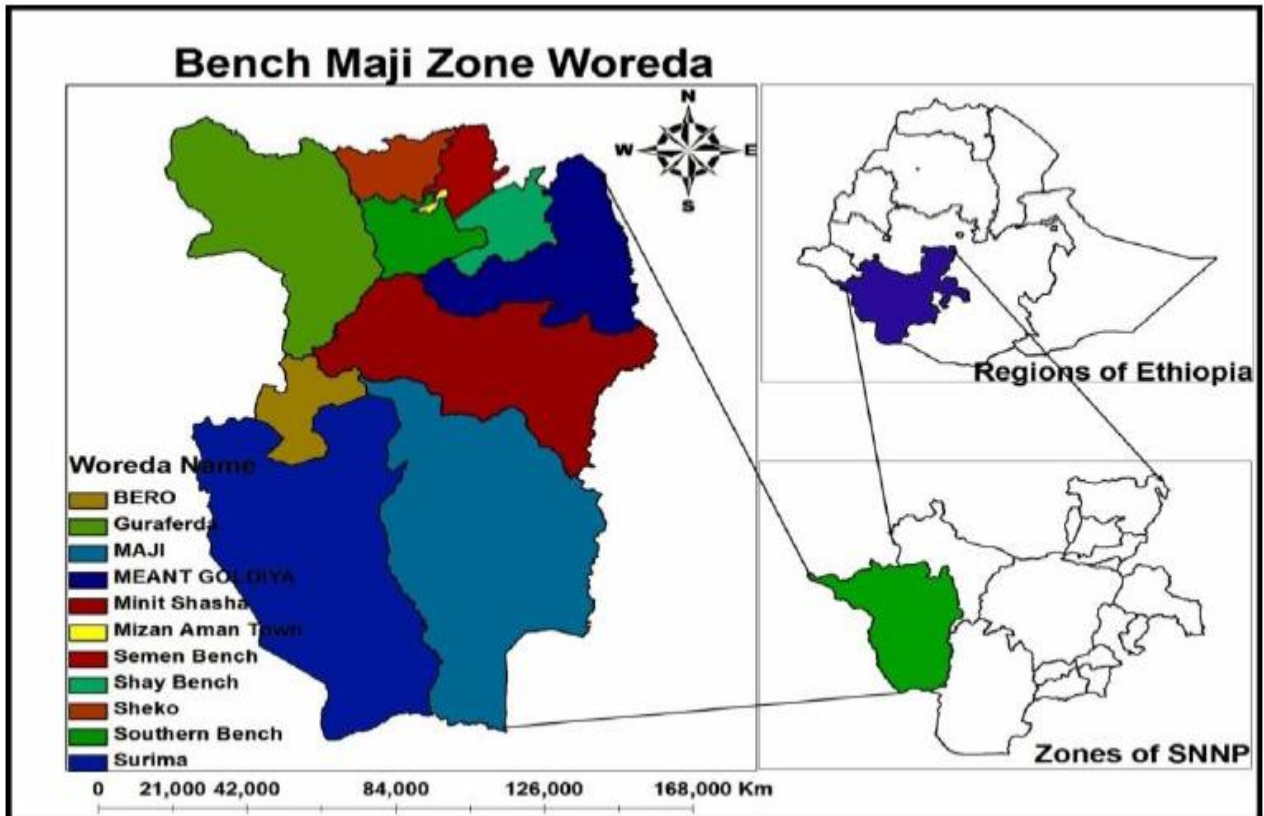 Bench Maji Zone Woreda
N
W E
S
Regions of Ethiopia
Woreda Name
BERO
Guraferda
MAJI
MEANT GOLDIYA
Minit Shasha
Mizan Aman Town
Semen Bench
Shay Bench
Sheko
Southern Bench
Surima
Zones of SNNP
0 21,000 42,000 84,000 126,000 168,000 Km